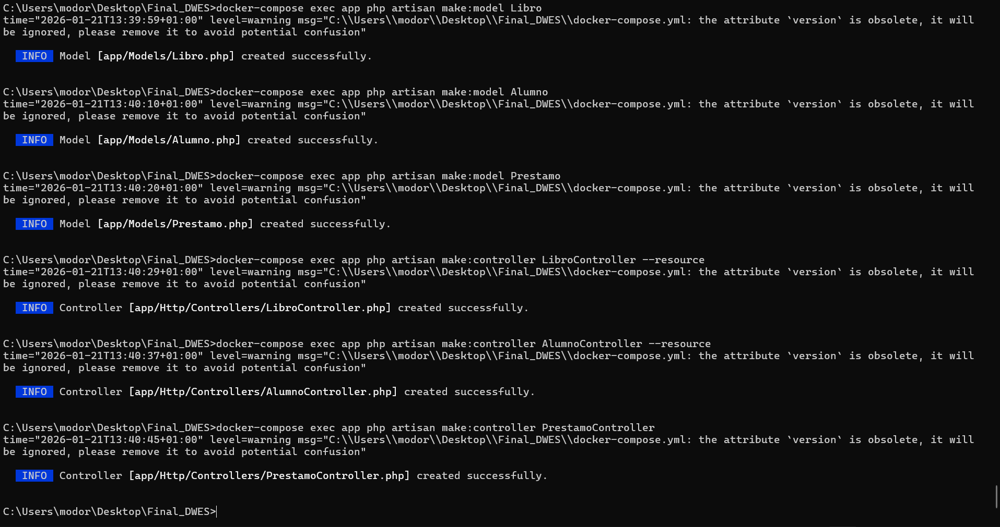 C:\Users\modor\Desktop\Final_DWES>docker-compose exec app php artisan make:model Libro
time="2026-01-21T13:39:59+01:00" level=warning msg="C:\\Users\\modor\\Desktop\\Final_DWES\\docker-compose.yml: the attribute `version` is obsolete, it will
be ignored, please remove it to avoid potential confusion"
INFO Model [app/Models/Libro.php] created successfully.
C:\Users\modor\Desktop\Final_DWES>docker-compose exec app php artisan make:model Alumno
time="2026-01-21T13:40:10+01:00" level=warning msg="C:\\Users\\modor\\Desktop\\Final_DWES\\docker-compose.yml: the attribute `version` is obsolete, it will
be ignored, please remove it to avoid potential confusion"
INFO Model [app/Models/Alumno.php] created successfully.
C:\Users\modor\Desktop\Final_DWES>docker-compose exec app php artisan make:model Prestamo
time="2026-01-21T13:40:20+01:00" level=warning msg="C:\\Users\\modor\\Desktop\\Final_DWES\\docker-compose.yml: the attribute `version` is obsolete, it will
be ignored, please remove it to avoid potential confusion"
INFO Model [app/Models/Prestamo.php] created successfully.
C:\Users\modor\Desktop\Final_DWES>docker-compose exec app php artisan make:controller LibroController --resource
time="2026-01-21T13:40:29+01:00" level=warning msg="C:\\Users\\modor\\Desktop\\Final_DWES\\docker-compose.yml: the attribute `version` is obsolete, it will
be ignored, please remove it to avoid potential confusion"
INFO Controller [app/Http/Controllers/LibroController.php] created successfully.
C:\Users\modor\Desktop\Final_DWES>docker-compose exec app php artisan make:controller AlumnoController --resource
time="2026-01-21T13:40:37+01:00" level=warning msg="C:\\Users\\modor\\Desktop\\Final_DWES\\docker-compose.yml: the attribute `version` is obsolete, it will
be ignored, please remove it to avoid potential confusion"
INFO Controller [app/Http/Controllers/AlumnoController.php] created successfully.
C:\Users\modor\Desktop\Final_DWES>docker-compose exec app php artisan make:controller PrestamoController
time="2026-01-21T13:40:45+01:00" level=warning msg="C:\\Users\\modor\\Desktop\\Final_DWES\\docker-compose.yml: the attribute `version` is obsolete, it will
be ignored, please remove it to avoid potential confusion"
INFO Controller [app/Http/Controllers/PrestamoController.php] created successfully.
C:\Users\modor\Desktop\Final_DWES>